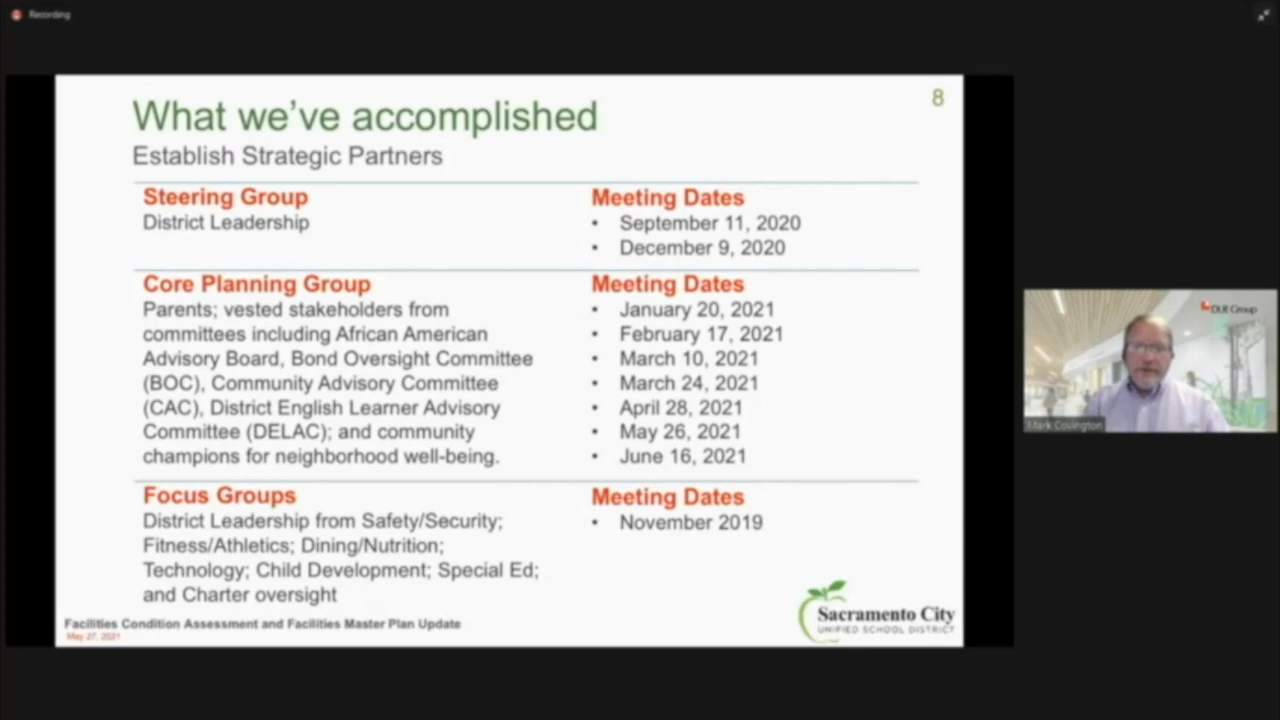 Recording
8
What we've accomplished
Establish Strategic Partners
Steering Group
District Leadership
Meeting Dates
• September 11, 2020
• December 9, 2020
Core Planning Group
Parents; vested stakeholders from
committees including African American
Advisory Board, Bond Oversight Committee
(BOC), Community Advisory Committee
(CAC), District English Learner Advisory
Committee (DELAC); and community
champions for neighborhood well-being.
Meeting Dates
• January 20, 2021
• February 17, 2021
• March 10, 2021
• March 24, 2021
• April 28, 2021
• May 26, 2021
• June 16, 2021
Focus Groups
District Leadership from Safety/Security;
Fitness/Athletics; Dining/Nutrition;
Technology; Child Development; Special Ed;
and Charter oversight
Meeting Dates
• November 2019
Facilities Condition Assessment and Facilities Master Plan Update
May 27, 2021
Sacramento City
UNIFIED SCHOOL DISTRICT
DLR Group
Mark Covington